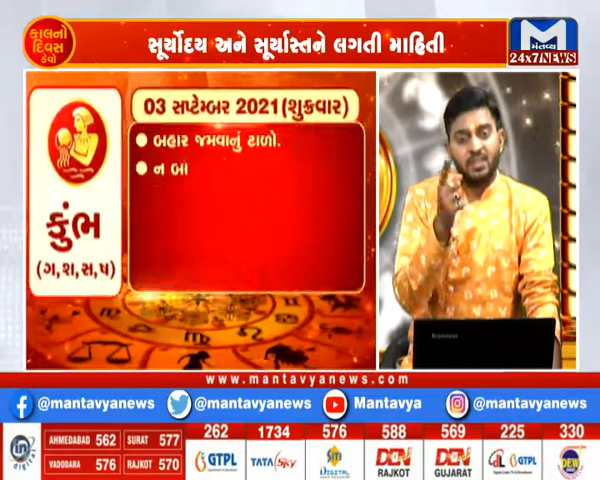 કાલનો
દિવસ
કેવો
સૂર્યોદય અને સૂર્યાસ્તને લગતી માહિતી
મંતવ્ય
24x7 NEWS
03 સપ્ટેમ્બર 2021(શુક્રવાર)
બહાર જમવાનું ટાળો.
ન બા
કુંભ
(ગ,શ,સ,ષ)
www.mantavyanews.com
@mantavyanews
@mantavyanews
Mantavya
@mantavyanews
in
digital
AHMEDABAD 562
SURAT 577
VADODARA 576
RAJKOT 570
262 1734 576 588 569 225 330
GTPL
TATA Sky
DEN
RAJKOT
DEN
GUJARAT
GTPL